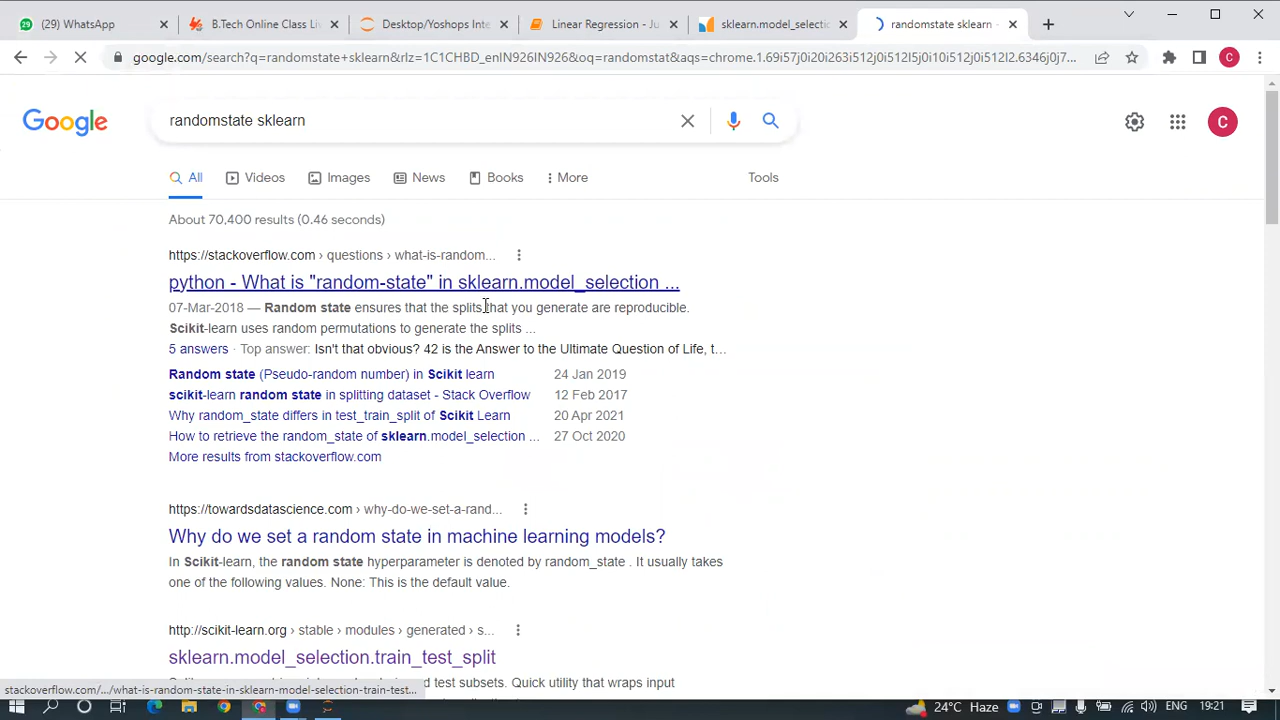 (29) WhatsApp
B.Tech Online Class Li
Desktop/Yoshops Inte
Linear Regression - Ju
sklearn.model_selectio
randomstate sklearn -
google.com/search?q=randomstate+sklearn&rlz=1C1CHBD_enIN926IN926&oq=randomstat&aqs=chrome.1.69i57j0i20i263i512j0i512l5j0i10i512j0i512l2.6346j0j7...
C
Google
randomstate sklearn
C
All
Videos
Images
News
Books
More
Tools
About 70,400 results (0.46 seconds)
https://stackoverflow.com › questions › what-is-random...
python - What is "random-state" in sklearn.model_selection ...
07-Mar-2018 — Random state ensures that the splits that you generate are reproducible.
Scikit-learn uses random permutations to generate the splits ...
5 answers · Top answer: Isn't that obvious? 42 is the Answer to the Ultimate Question of Life, t...
Random state (Pseudo-random number) in Scikit learn 24 Jan 2019
scikit-learn random state in splitting dataset - Stack Overflow 12 Feb 2017
Why random_state differs in test_train_split of Scikit Learn 20 Apr 2021
How to retrieve the random_state of sklearn.model_selection ... 27 Oct 2020
More results from stackoverflow.com
https://towardsdatascience.com › why-do-we-set-a-rand...
Why do we set a random state in machine learning models?
In Scikit-learn, the random state hyperparameter is denoted by random_state . It usually takes
one of the following values. None: This is the default value.
http://scikit-learn.org › stable › modules › generated › s...
sklearn.model_selection.train_test_split
test subsets. Quick utility that wraps input
stackoverflow.com/.../what-is-random-state-in-sklearn-model-selection-train-test...
24°C Haze
ENG
19:21